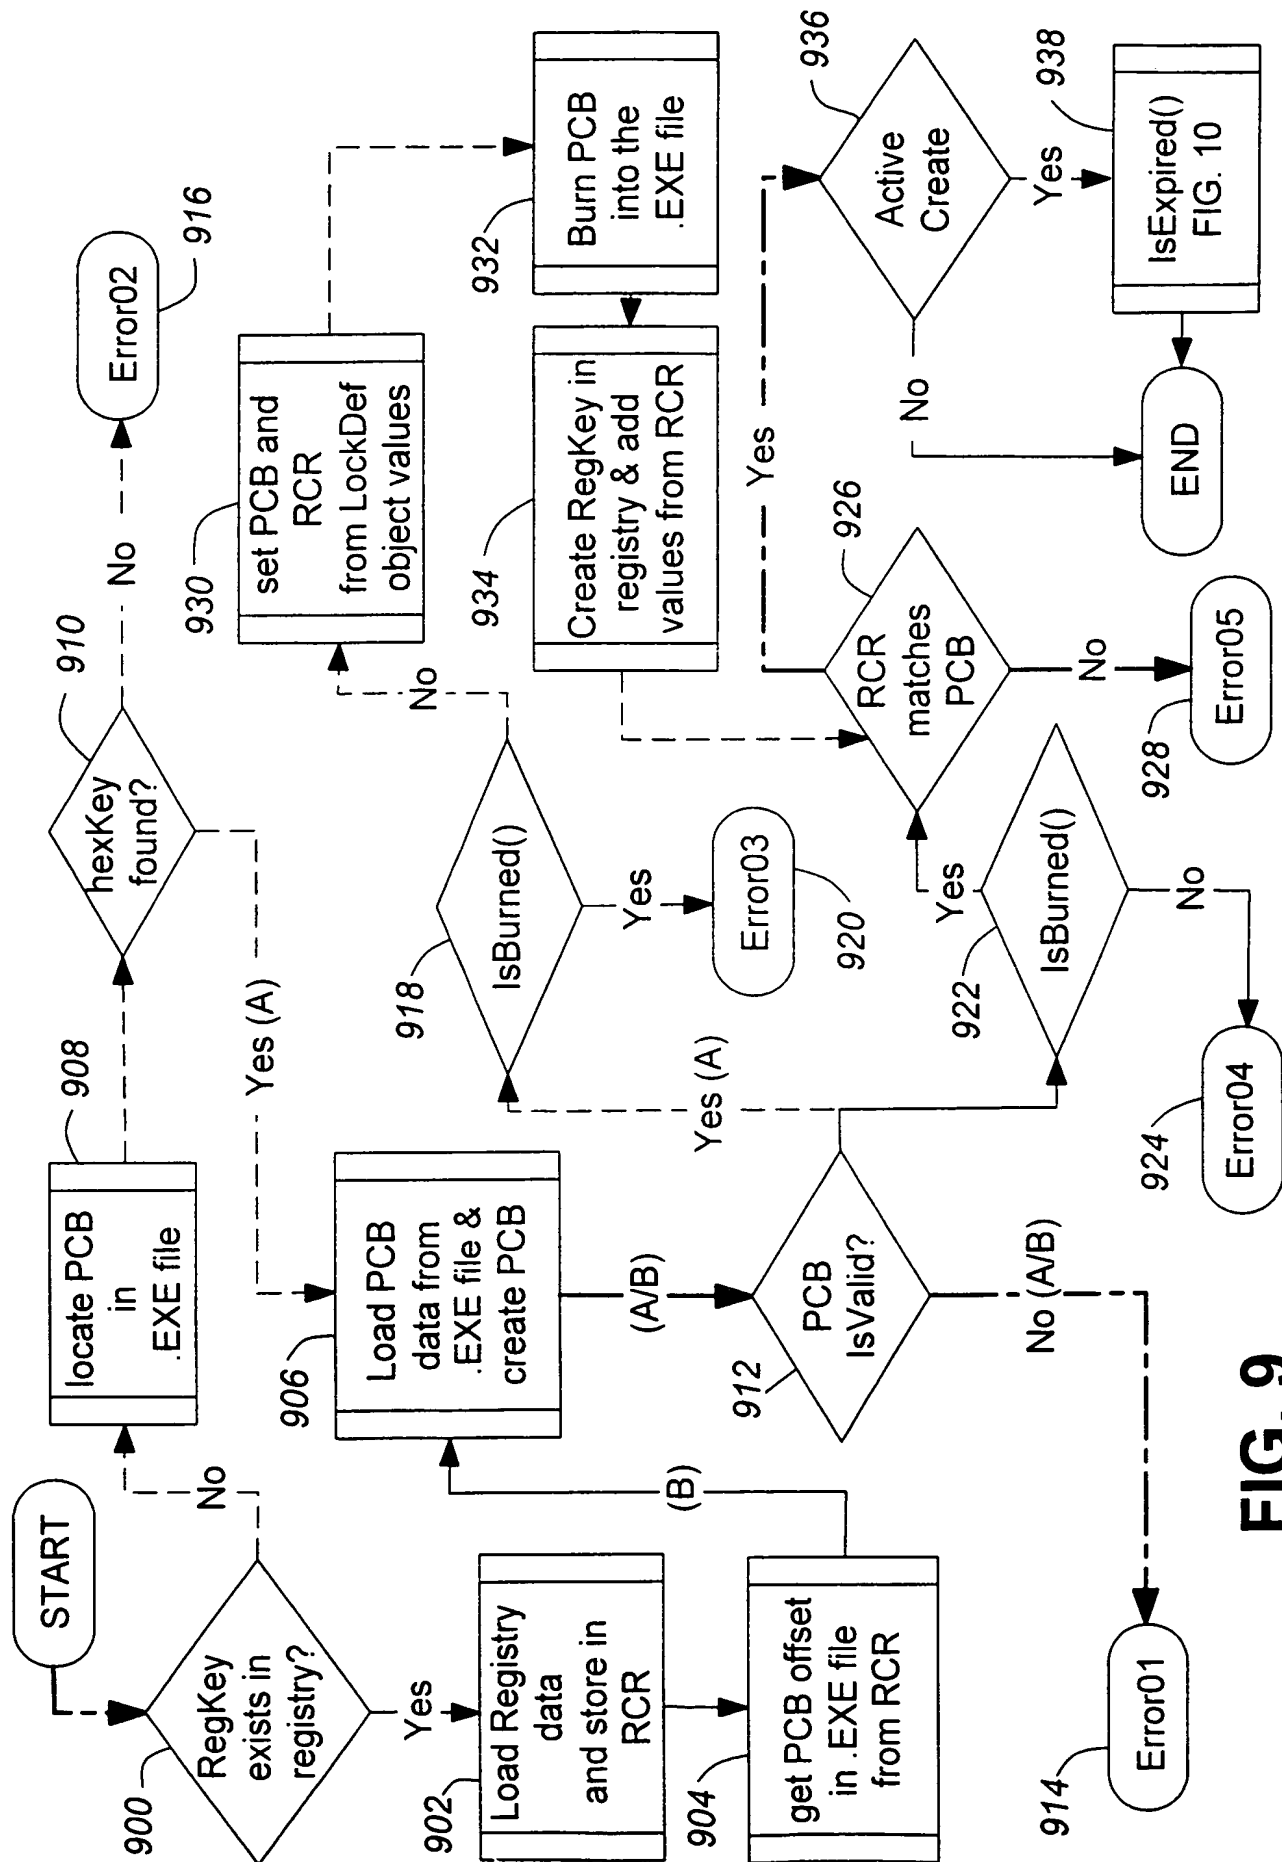 START
900
RegKey
exists in
registry?
No
Yes
902
Load Registry
data
and store in
RCR
904
get PCB offset
in .EXE file
from RCR
(B)
908
locate PCB
in
.EXE file
910
hexKey
found?
No
Error02
916
Yes (A)
906
Load PCB
data from
.EXE file &
create PCB
(A/B)
912
PCB
IsValid?
No (A/B)
914
Error01
Yes (A)
918
IsBurned()
No
Yes
Error03
920
922
IsBurned()
Yes
No
924
Error04
930
set PCB and
RCR
from LockDef
object values
932
Burn PCB
into the
.EXE file
934
Create RegKey in
registry & add
values from RCR
926
RCR
matches
PCB
Yes
No
928
Error05
936
Active
Create
No
Yes
938
IsExpired()
FIG. 10
END
FIG. 9